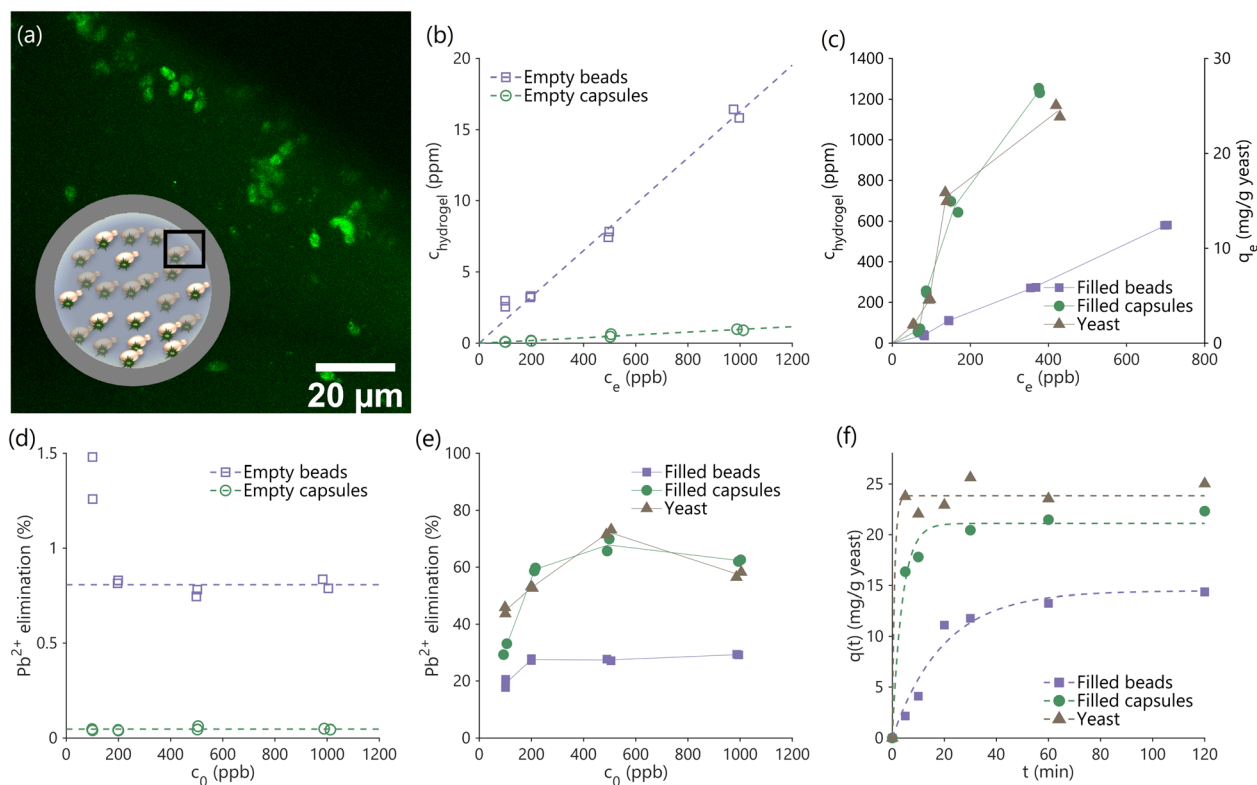 (a)
20 µm
(b)
20
15
10
5
0
c_hydrogel (ppm)
Empty beads
Empty capsules
0 200 400 600 800 1000 1200
c_e (ppb)
(c)
1400
1200
1000
800
600
400
200
0
c_hydrogel (ppm)
30
20
10
0
q_e (mg/g yeast)
Filled beads
Filled capsules
Yeast
0 200 400 600 800
c_e (ppb)
(d)
1.5
1
0.5
0
Pb²⁺ elimination (%)
Empty beads
Empty capsules
0 200 400 600 800 1000 1200
c_0 (ppb)
(e)
100
80
60
40
20
0
Pb²⁺ elimination (%)
Filled beads
Filled capsules
Yeast
0 200 400 600 800 1000 1200
c_0 (ppb)
(f)
25
20
15
10
5
0
q(t) (mg/g yeast)
Filled beads
Filled capsules
Yeast
0 20 40 60 80 100 120
t (min)